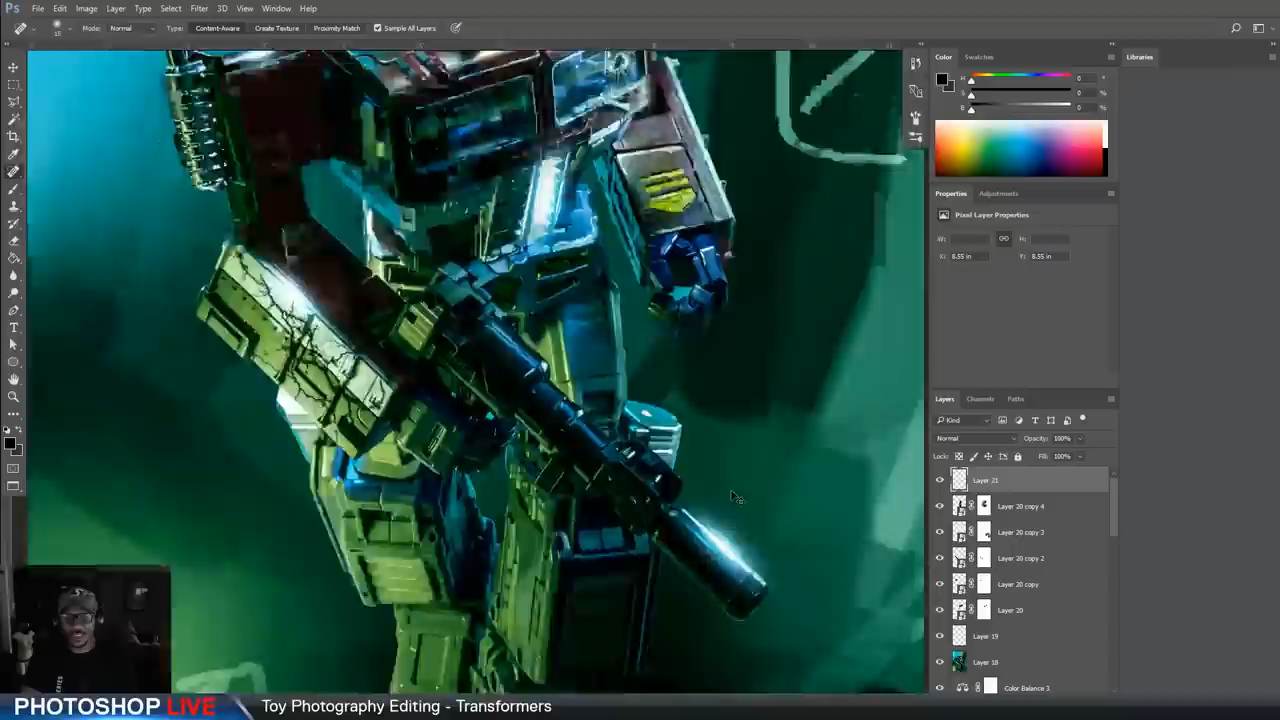 Ps File Edit Image Layer Type Select Filter 3D View Window Help
15 Mode: Normal Type: Content-Aware Create Texture Proximity Match Sample All Layers
Color Swatches
Libraries
H 0 °
S 0 %
B 0 %
Properties Adjustments
Pixel Layer Properties
W: H:
X: 8.55 in Y: 8.55 in
Layers Channels Paths
Kind
Normal Opacity: 100%
Lock: Fill: 100%
Layer 21
Layer 20 copy 4
Layer 20 copy 3
Layer 20 copy 2
Layer 20 copy
Layer 20
Layer 19
Layer 18
Color Balance 3
PHOTOSHOP LIVE Toy Photography Editing - Transformers